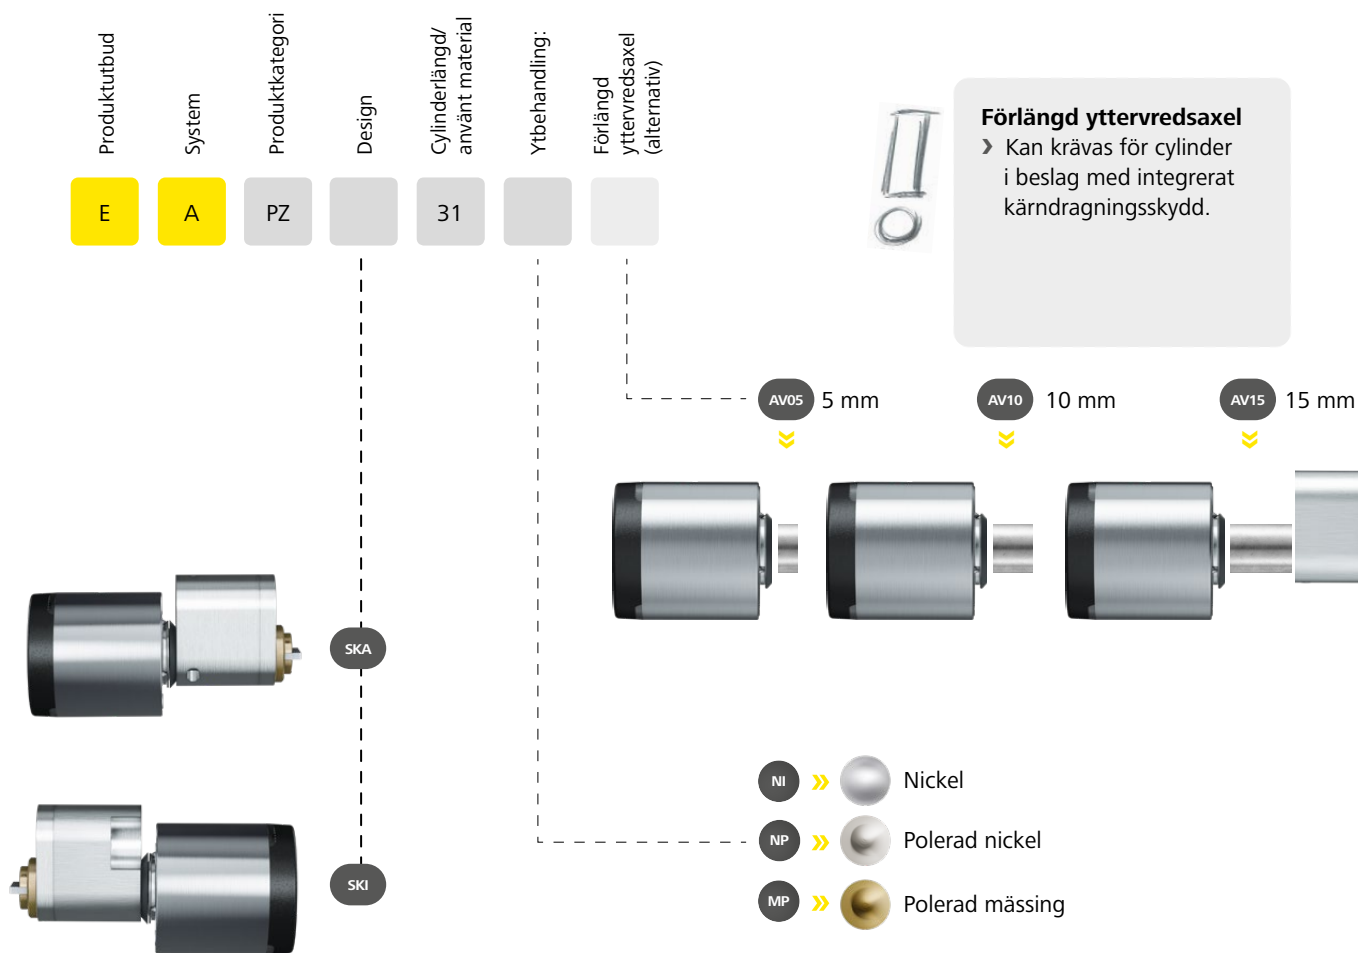 Produktutbud
System
Produktkategori
Design
Cylinderlängd/
använt material
Ytbehandling:
Förlängd
yttervredsaxel
(alternativ)
E
A
PZ
31
Förlängd yttervredsaxel
› Kan krävas för cylinder
i beslag med integrerat
kärndragningsskydd.
AV05 5 mm
AV10 10 mm
AV15 15 mm
SKA
SKI
NI » Nickel
NP » Polerad nickel
MP » Polerad mässing